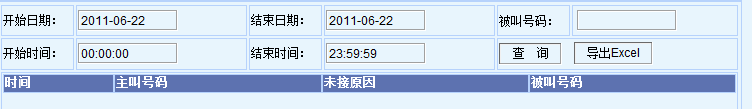 开始日期： 2011-06-22 结束日期： 2011-06-22 被叫号码：
开始时间： 00:00:00 结束时间： 23:59:59 查 询 导出Excel
时间 主叫号码 未接原因 被叫号码